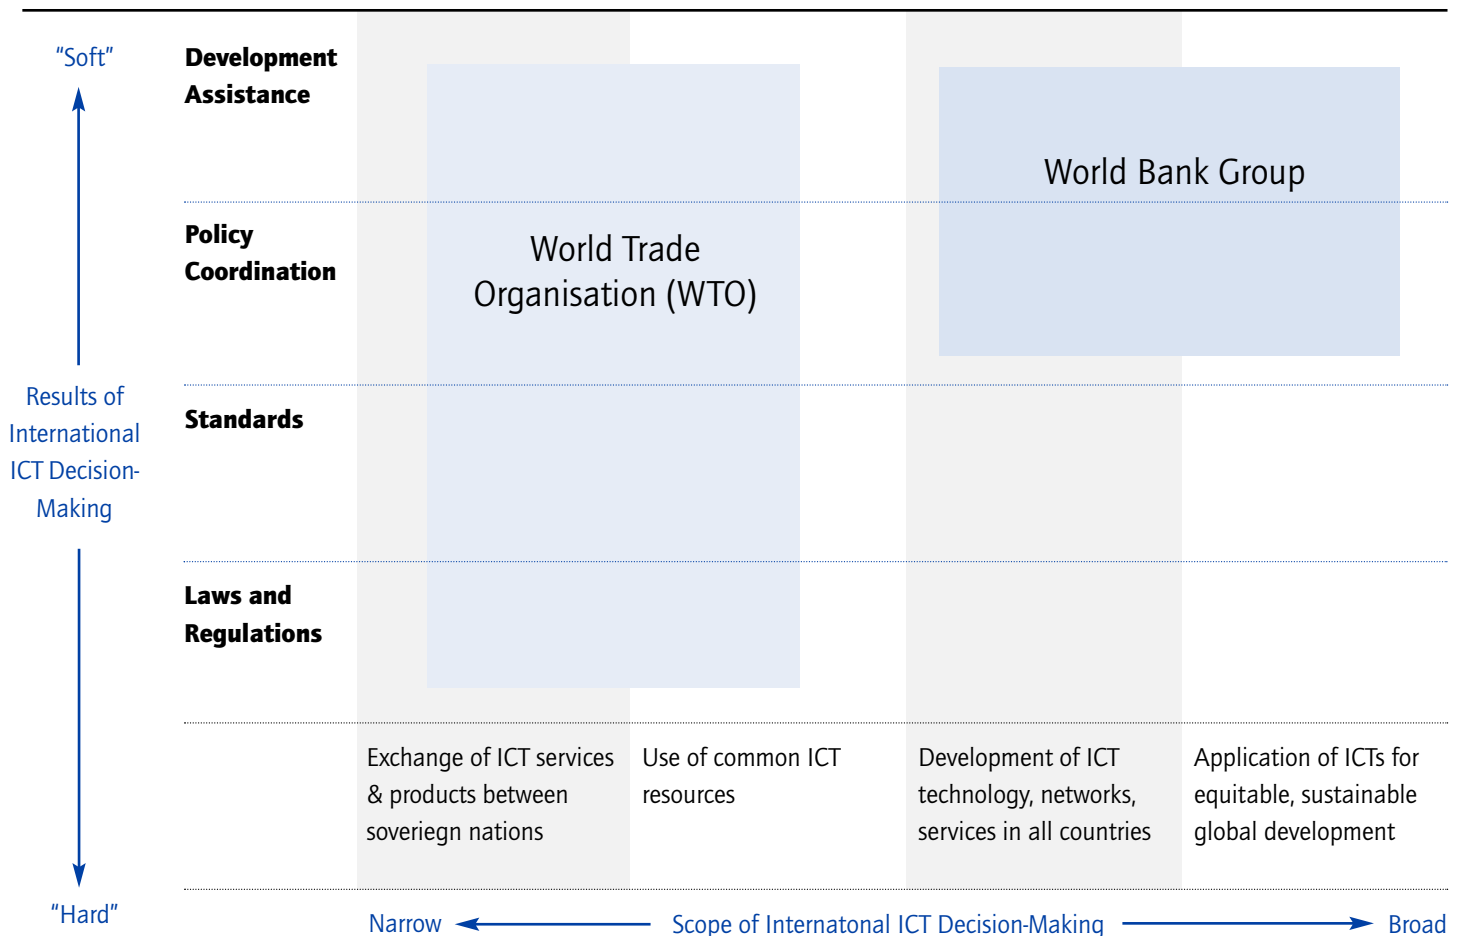 “Soft”
Development
Assistance
World Bank Group
Policy
Coordination
World Trade
Organisation (WTO)
Results of
International
ICT Decision-
Making
Standards
Laws and
Regulations
Exchange of ICT services
& products between
soveriegn nations
Use of common ICT
resources
Development of ICT
technology, networks,
services in all countries
Application of ICTs for
equitable, sustainable
global development
“Hard”
Narrow
Scope of Internatonal ICT Decision-Making
Broad